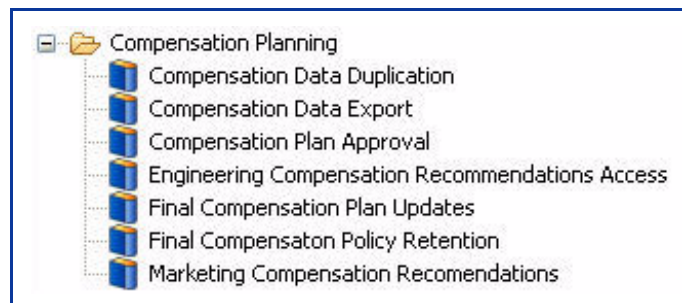 Compensation Planning
Compensation Data Duplication
Compensation Data Export
Compensation Plan Approval
Engineering Compensation Recommendations Access
Final Compensation Plan Updates
Final Compensaton Policy Retention
Marketing Compensation Recomendations